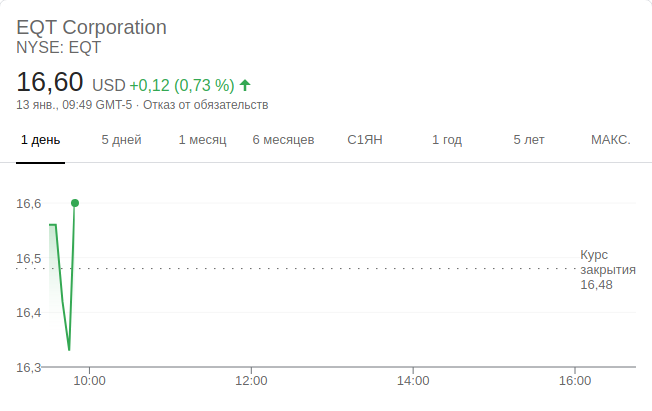 EQT Corporation
NYSE: EQT
16,60 USD +0,12 (0,73 %)
13 янв., 09:49 GMT-5 · Отказ от обязательств
1 день 5 дней 1 месяц 6 месяцев С1ЯН 1 год 5 лет МАКС.
16,6
16,5
16,4
16,3
Курс
закрытия
16,48
10:00 12:00 14:00 16:00